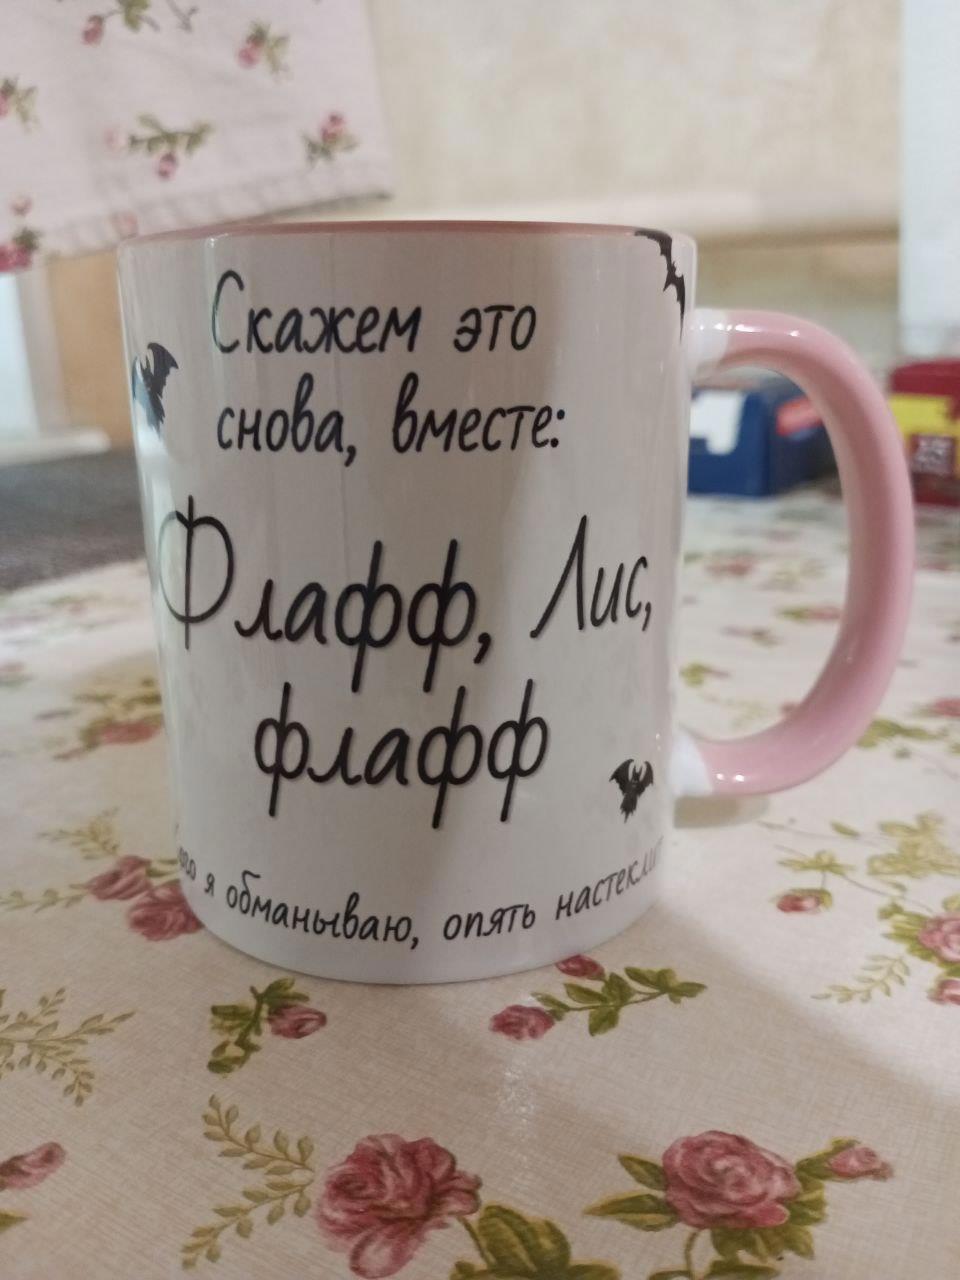 Скажем это
снова, вместе:
Флафф, Лис,
флафф
я обманываю, опять